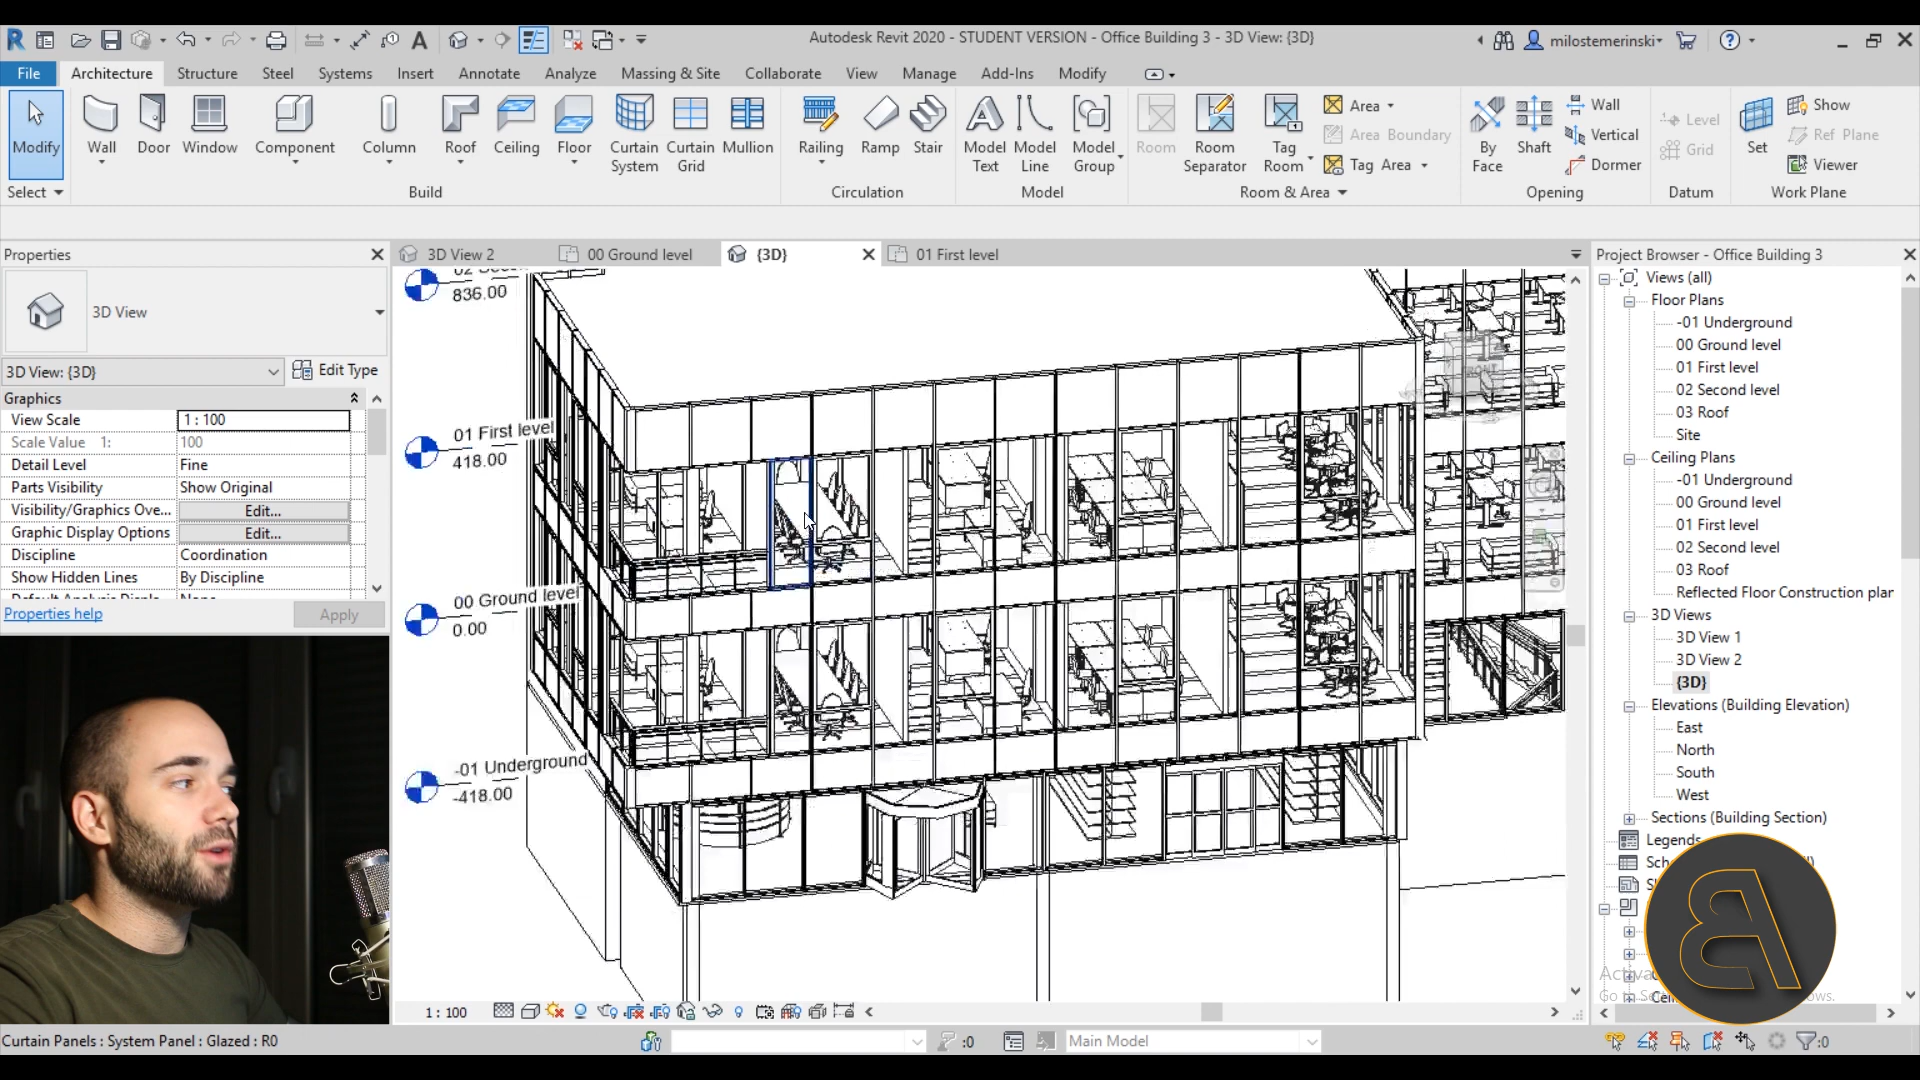 Autodesk Revit 2020 - STUDENT VERSION - Office Building 3 - 3D View: {3D}
milostemerinski
File Architecture Structure Steel Systems Insert Annotate Analyze Massing & Site Collaborate View Manage Add-Ins Modify
Modify Wall Door Window Component Column Roof Ceiling Floor Curtain System Curtain Grid Mullion Railing Ramp Stair Model Text Model Line Model Group Room Room Separator Tag Room
Area
Area Boundary
Tag Area
By Face Shaft
Wall
Vertical
Dormer
Level
Grid
Set
Show
Ref Plane
Viewer
Select Build Circulation Model Room & Area Opening Datum Work Plane
Properties
3D View
3D View: {3D} Edit Type
Graphics
View Scale 1 : 100
Scale Value 1: 100
Detail Level Fine
Parts Visibility Show Original
Visibility/Graphics Ove... Edit...
Graphic Display Options Edit...
Discipline Coordination
Show Hidden Lines By Discipline
Properties help Apply
3D View 2 00 Ground level {3D} 01 First level
836.00
01 First level
418.00
00 Ground level
0.00
-01 Underground
-418.00
FRONT
1 : 100
Project Browser - Office Building 3
Views (all)
Floor Plans
-01 Underground
00 Ground level
01 First level
02 Second level
03 Roof
Site
Ceiling Plans
-01 Underground
00 Ground level
01 First level
02 Second level
03 Roof
Reflected Floor Construction plan
3D Views
3D View 1
3D View 2
{3D}
Elevations (Building Elevation)
East
North
South
West
Sections (Building Section)
Legends
Curtain Panels : System Panel : Glazed : R0
:0
Main Model
:0